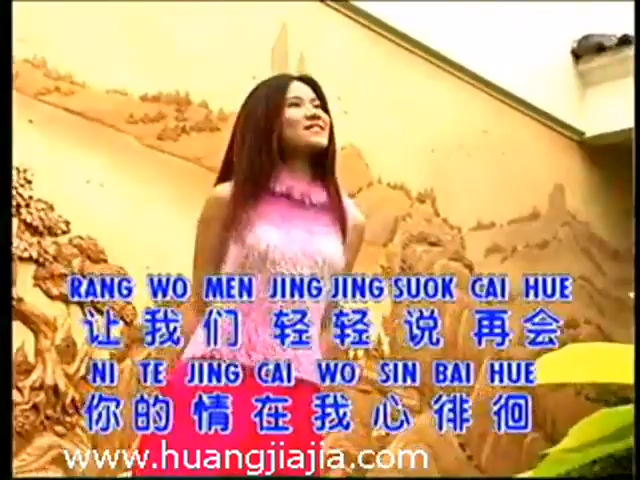 RANG WO MEN JING JING SUOK CAI HUE
让我们轻轻说再会
NI TE JING CAI WO SIN BAI HUE
你的情在我心徘徊
www.huangjiajia.com